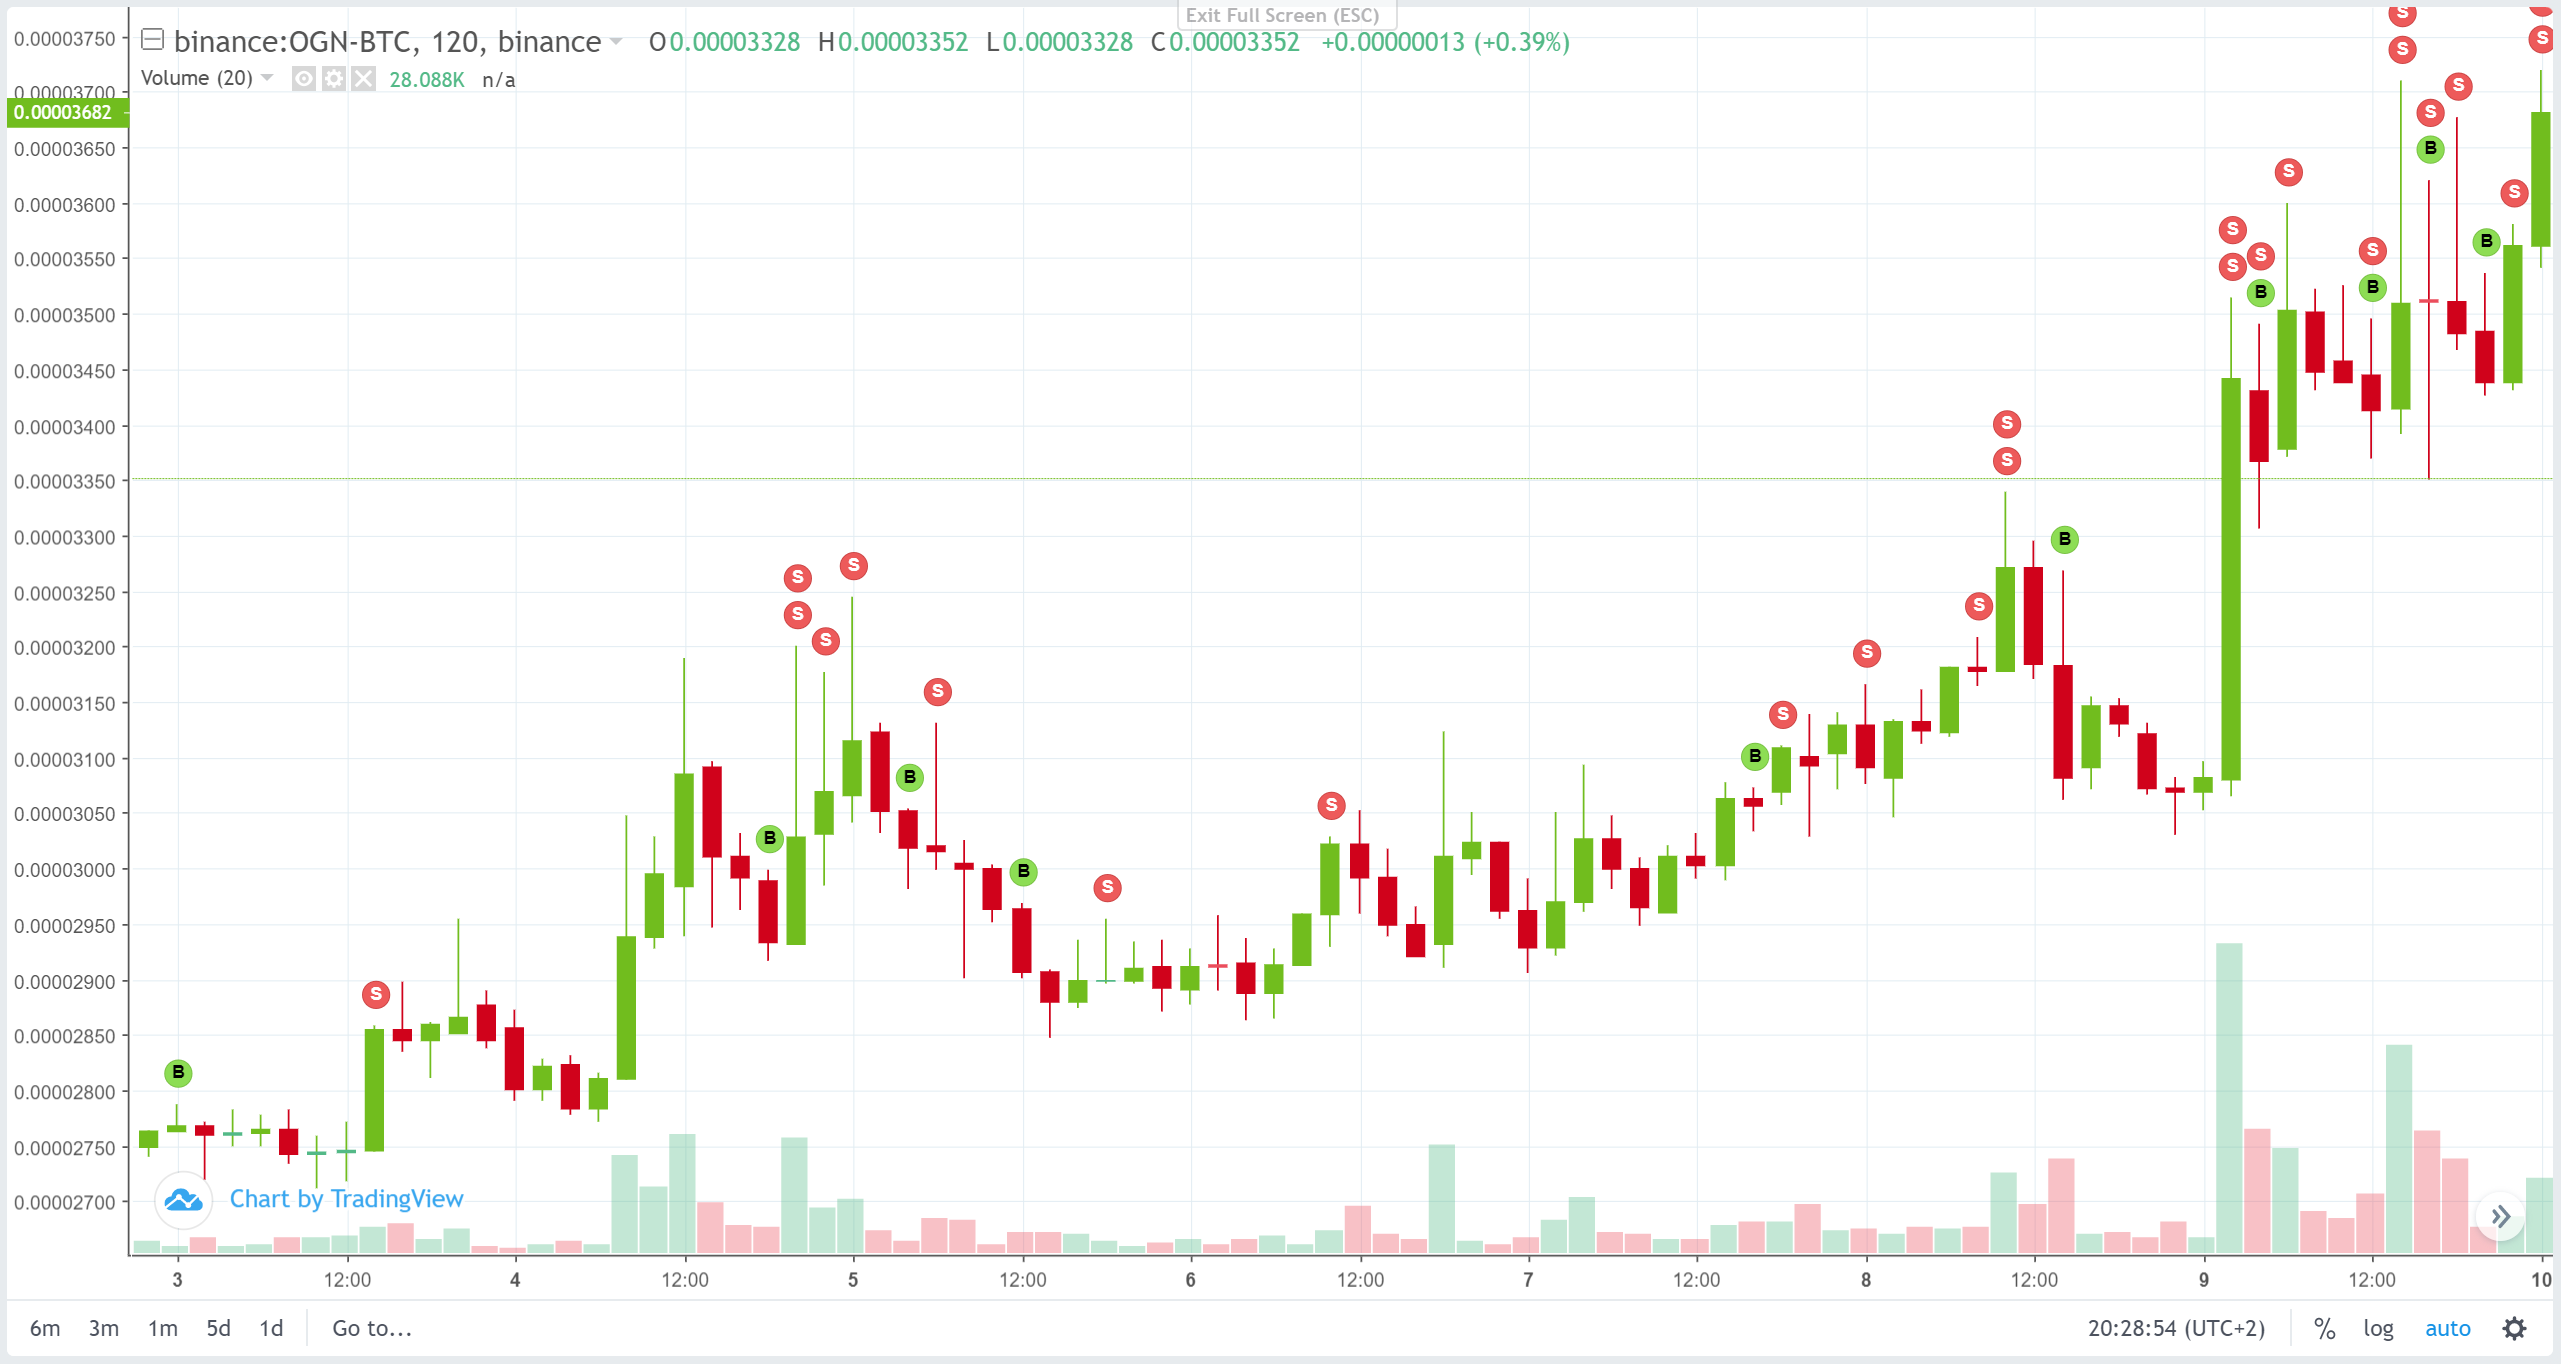 Exit Full Screen (ESC)
binance:OGN-BTC, 120, binance O0.00003328 H0.00003352 L0.00003328 C0.00003352 +0.00000013 (+0.39%)
Volume (20) 28.088K n/a
0.00003750
0.00003700
0.00003682
0.00003650
0.00003600
0.00003550
0.00003500
0.00003450
0.00003400
0.00003350
0.00003300
0.00003250
0.00003200
0.00003150
0.00003100
0.00003050
0.00003000
0.00002950
0.00002900
0.00002850
0.00002800
0.00002750
0.00002700
S S S
S S
S S
B
S
S
S B
S S
S S B
B S B
S
S
B
S S
S S
S
S
S
S
B B
S
B
B
S
S
B
Chart by TradingView
3 12:00 4 12:00 5 12:00 6 12:00 7 12:00 8 12:00 9 12:00 10
6m 3m 1m 5d 1d Go to... 20:28:54 (UTC+2) % log auto